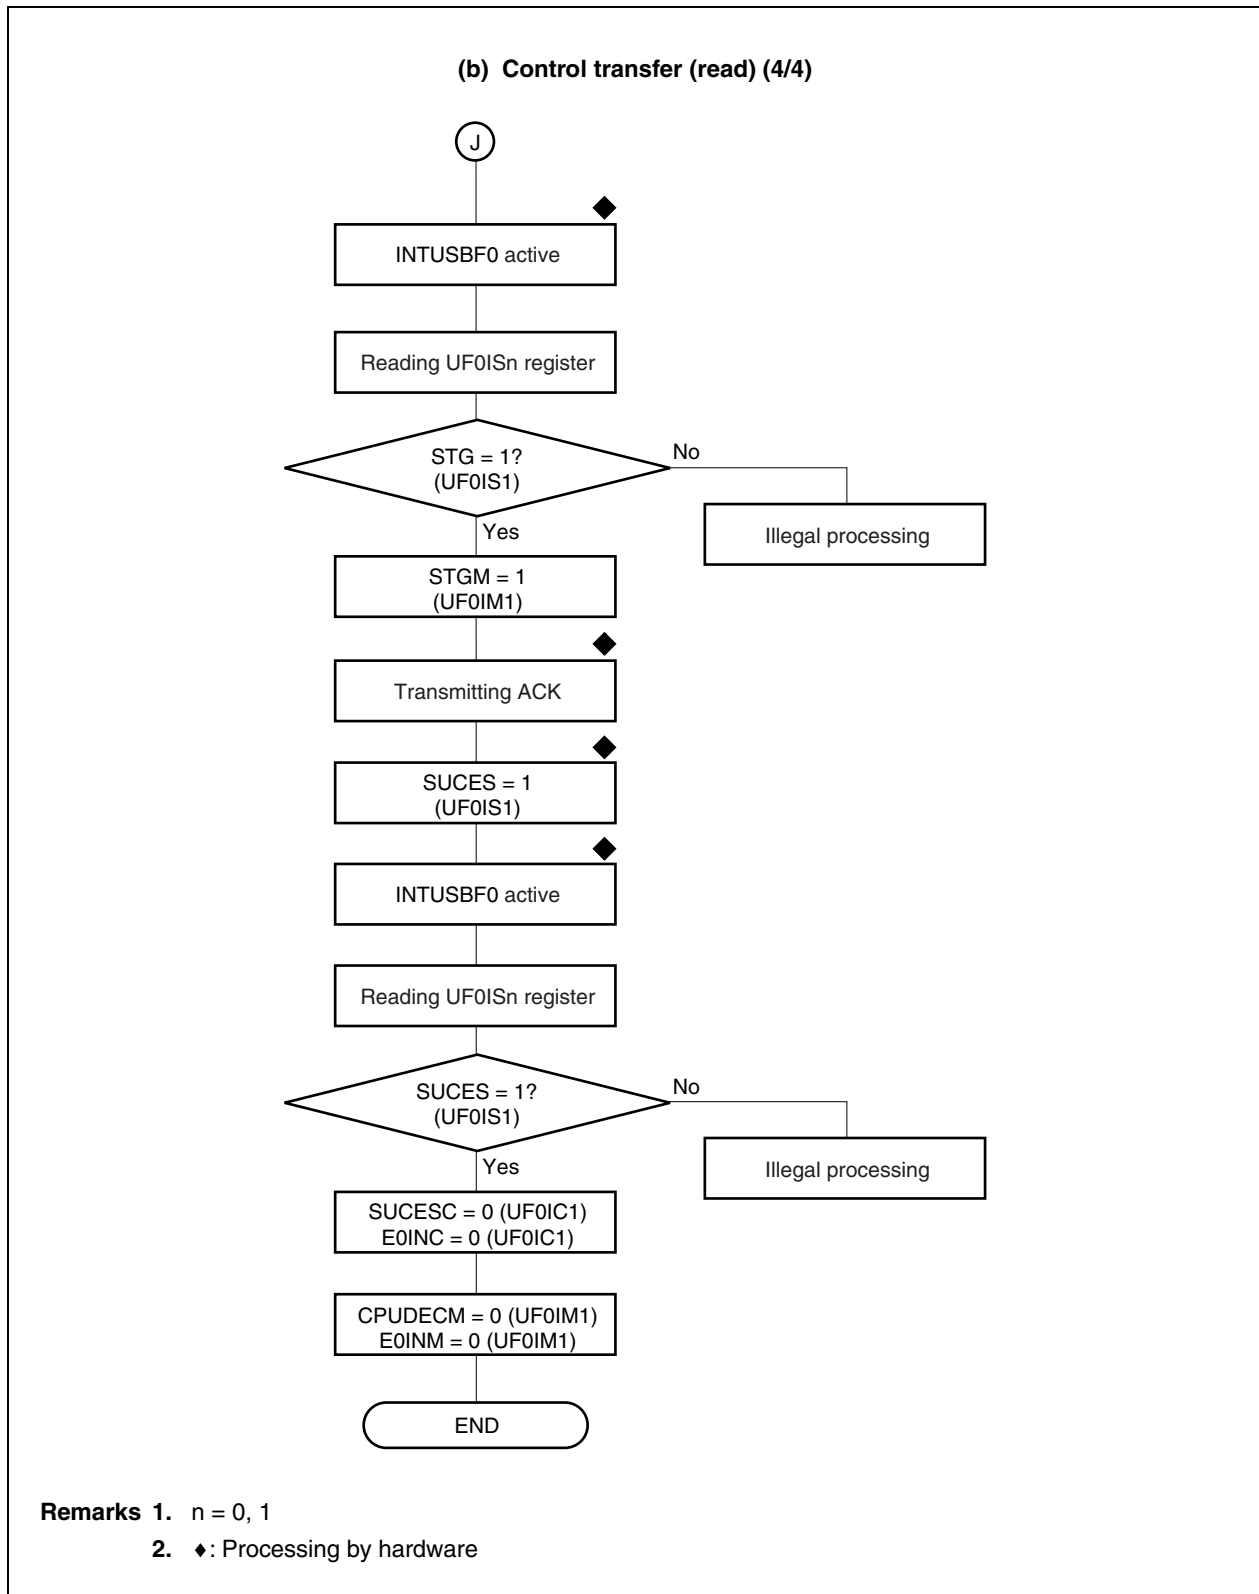 (b) Control transfer (read) (4/4)
J
INTUSBF0 active
Reading UF0ISn register
STG = 1?
(UF0IS1)
No
Illegal processing
Yes
STGM = 1
(UF0IM1)
Transmitting ACK
SUCES = 1
(UF0IS1)
INTUSBF0 active
Reading UF0ISn register
SUCES = 1?
(UF0IS1)
No
Illegal processing
Yes
SUCESC = 0 (UF0IC1)
E0INC = 0 (UF0IC1)
CPUDECM = 0 (UF0IM1)
E0INM = 0 (UF0IM1)
END
Remarks 1. n = 0, 1
2. ♦: Processing by hardware